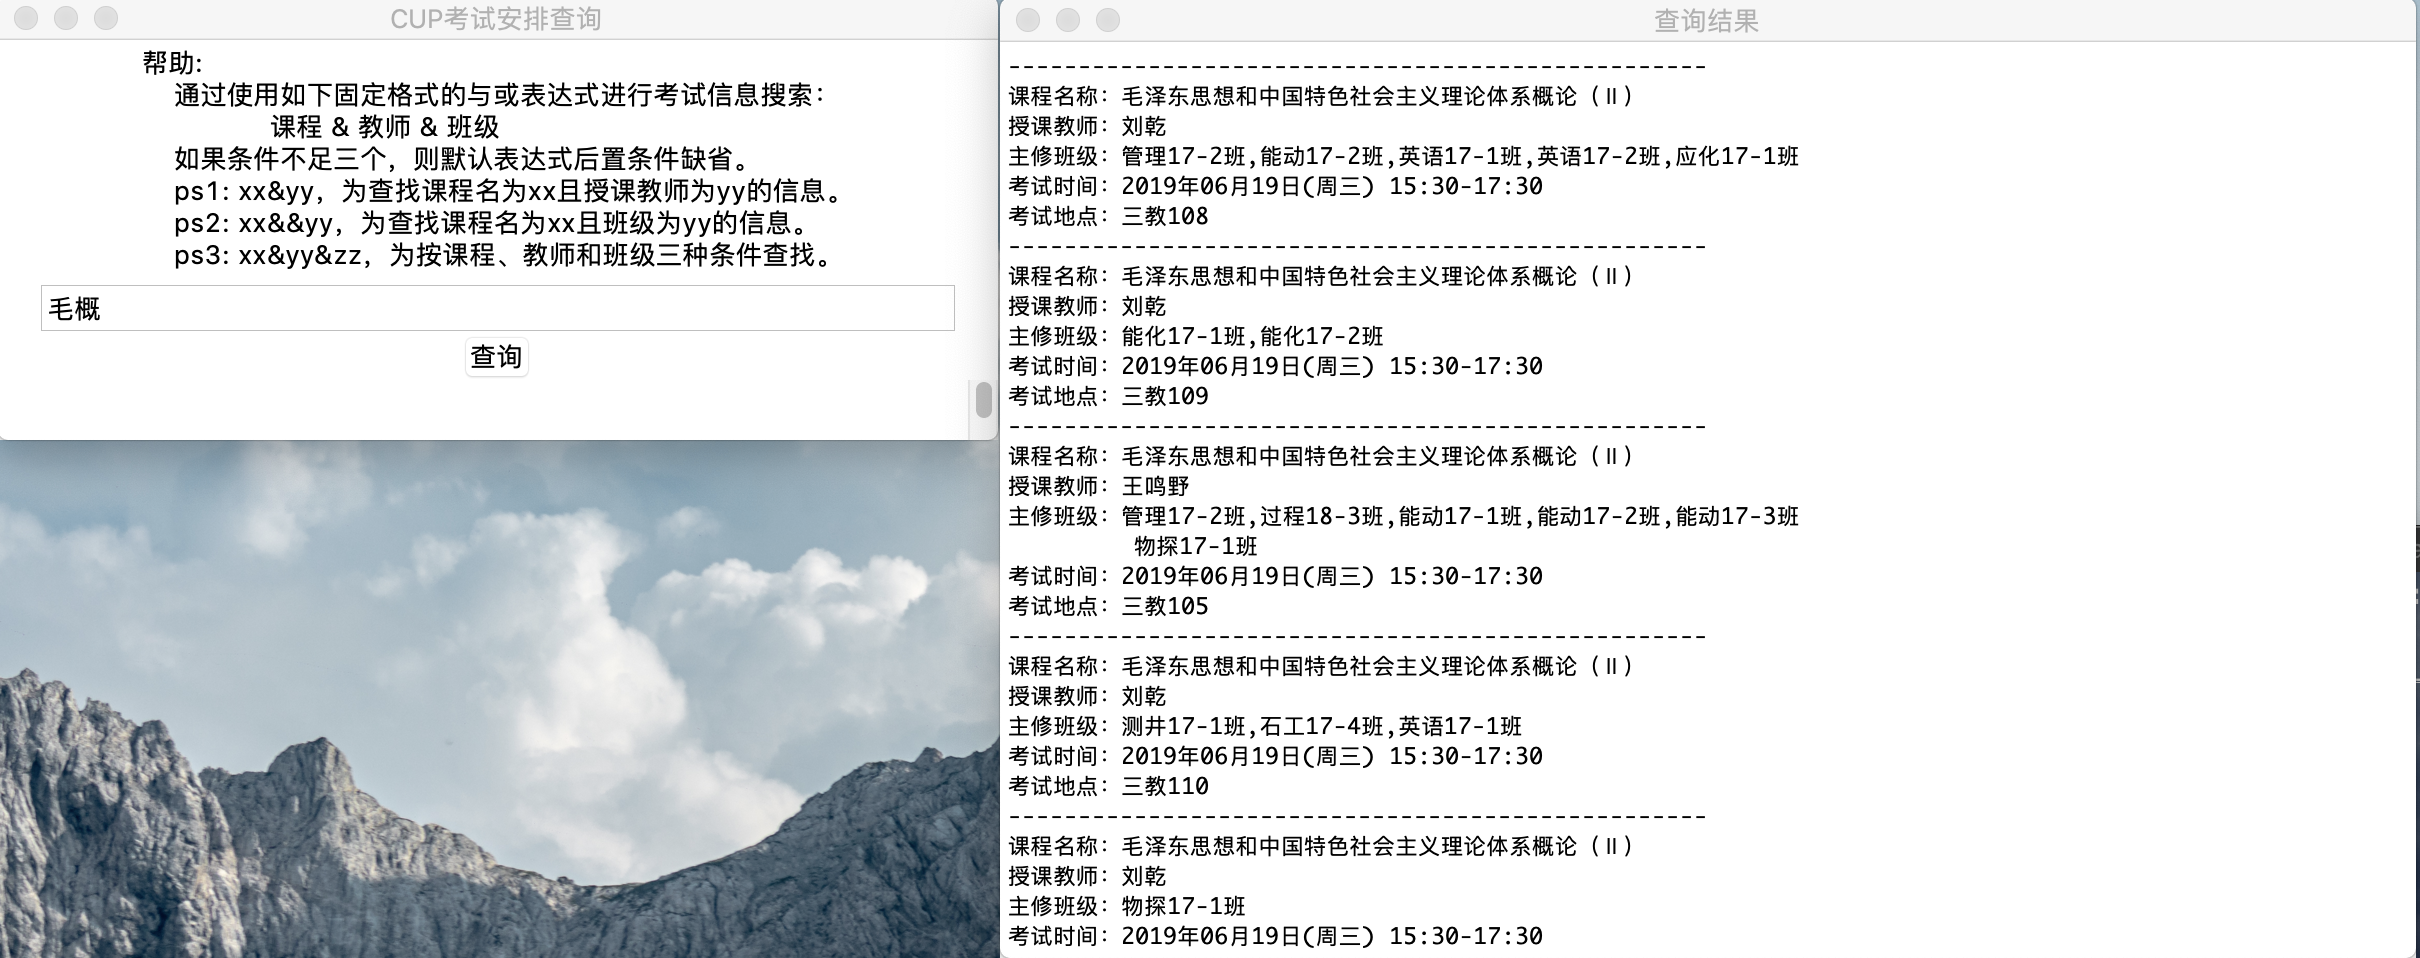 CUP考试安排查询
帮助:
通过使用如下固定格式的与或表达式进行考试信息搜索：
课程 & 教师 & 班级
如果条件不足三个，则默认表达式后置条件缺省。
ps1: xx&yy，为查找课程名为xx且授课教师为yy的信息。
ps2: xx&&yy，为查找课程名为xx且班级为yy的信息。
ps3: xx&yy&zz，为按课程、教师和班级三种条件查找。
毛概
查询
查询结果
--------------------------------------------------
课程名称：毛泽东思想和中国特色社会主义理论体系概论（Ⅱ）
授课教师：刘乾
主修班级：管理17-2班,能动17-2班,英语17-1班,英语17-2班,应化17-1班
考试时间：2019年06月19日(周三) 15:30-17:30
考试地点：三教108
--------------------------------------------------
课程名称：毛泽东思想和中国特色社会主义理论体系概论（Ⅱ）
授课教师：刘乾
主修班级：能化17-1班,能化17-2班
考试时间：2019年06月19日(周三) 15:30-17:30
考试地点：三教109
--------------------------------------------------
课程名称：毛泽东思想和中国特色社会主义理论体系概论（Ⅱ）
授课教师：王鸣野
主修班级：管理17-2班,过程18-3班,能动17-1班,能动17-2班,能动17-3班
物探17-1班
考试时间：2019年06月19日(周三) 15:30-17:30
考试地点：三教105
--------------------------------------------------
课程名称：毛泽东思想和中国特色社会主义理论体系概论（Ⅱ）
授课教师：刘乾
主修班级：测井17-1班,石工17-4班,英语17-1班
考试时间：2019年06月19日(周三) 15:30-17:30
考试地点：三教110
--------------------------------------------------
课程名称：毛泽东思想和中国特色社会主义理论体系概论（Ⅱ）
授课教师：刘乾
主修班级：物探17-1班
考试时间：2019年06月19日(周三) 15:30-17:30